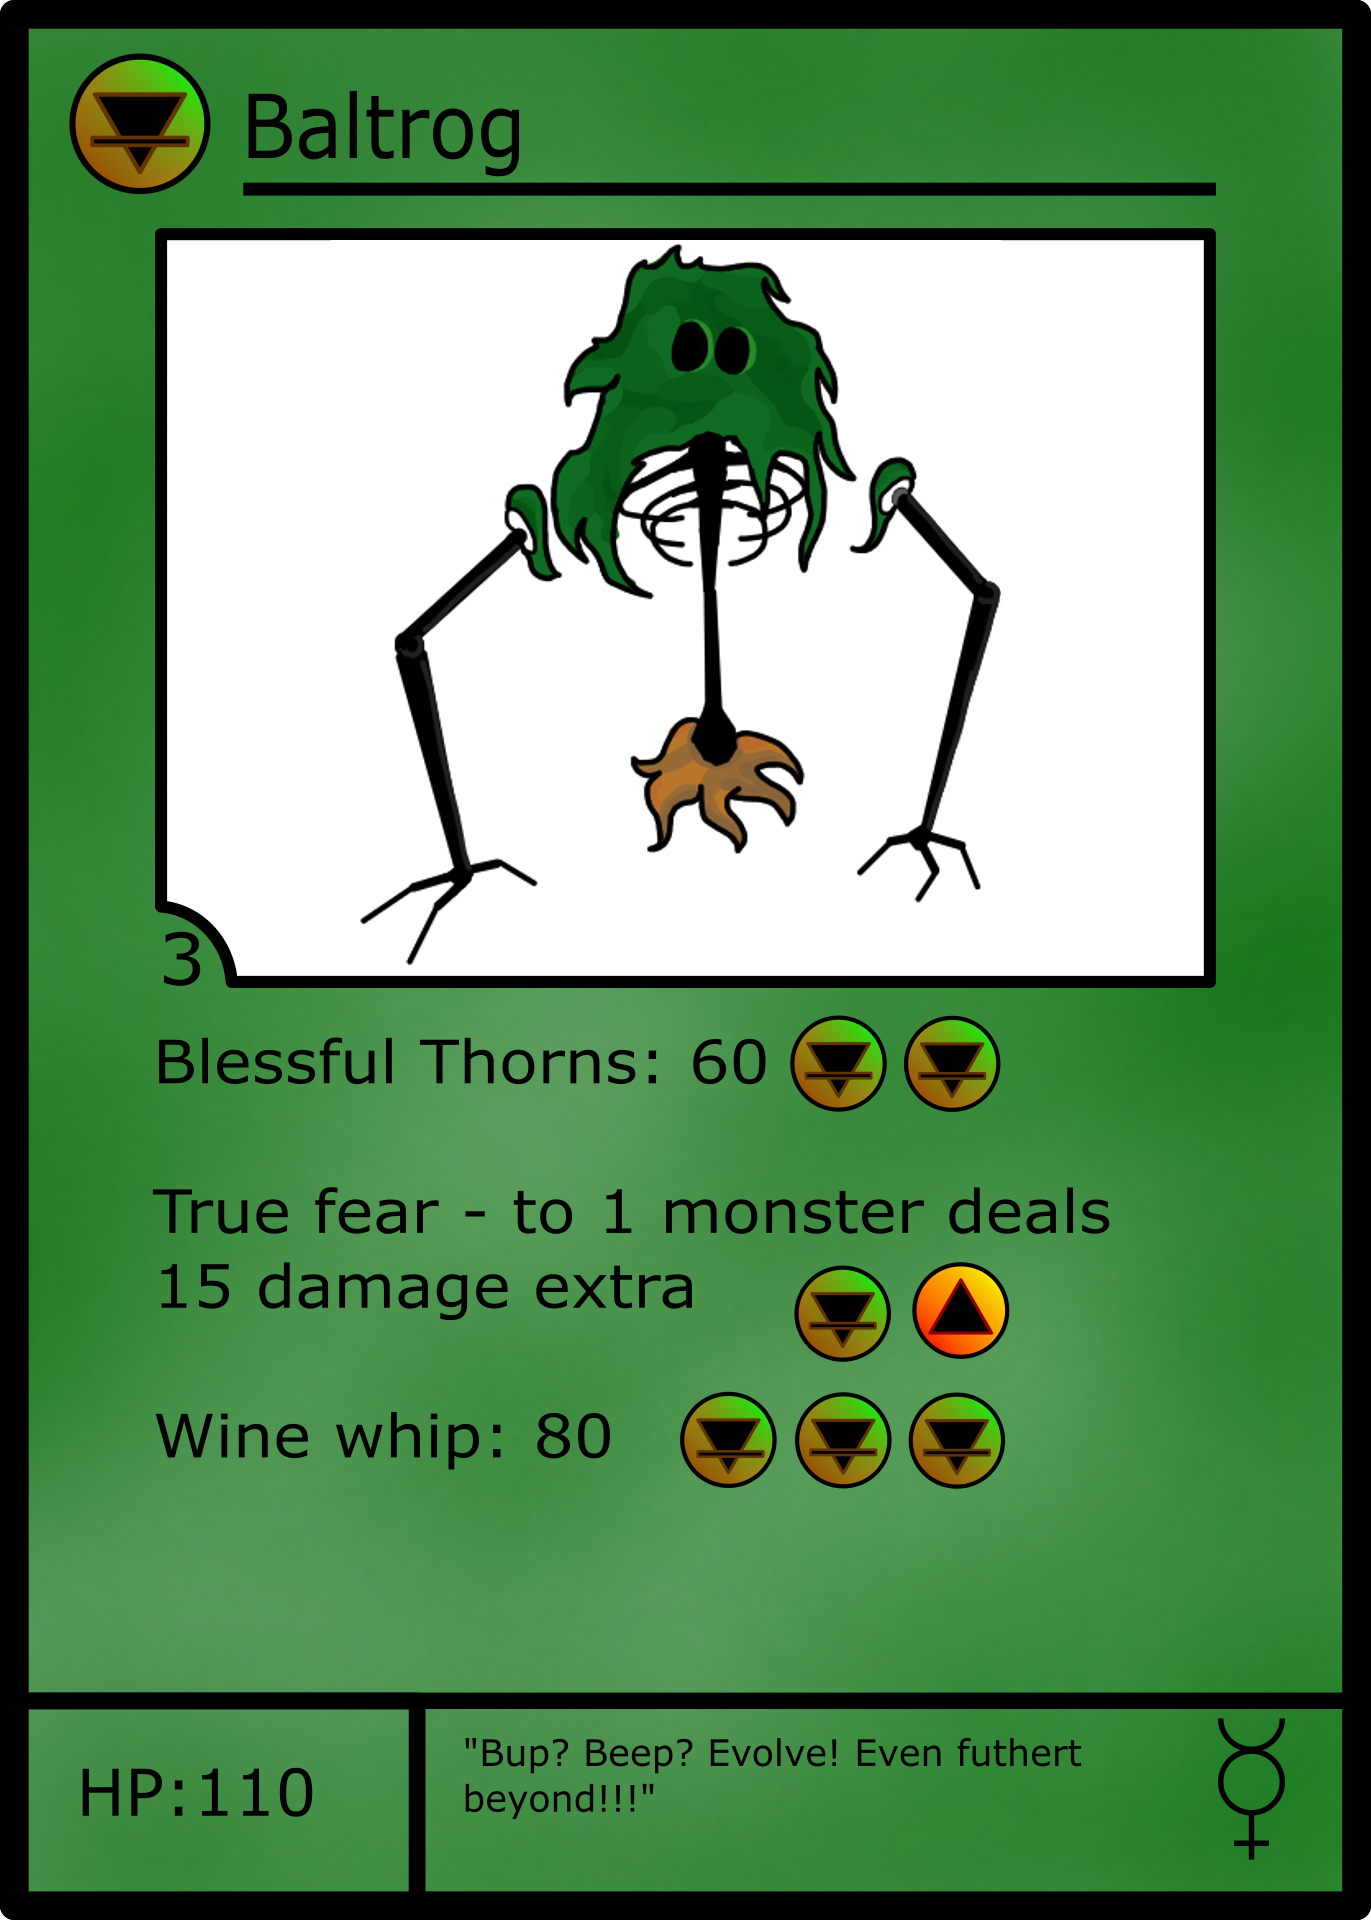 Baltrog
3
Blessful Thorns: 60
True fear - to 1 monster deals
15 damage extra
Wine whip: 80
HP:110
"Bup? Beep? Evolve! Even futhert
beyond!!!"